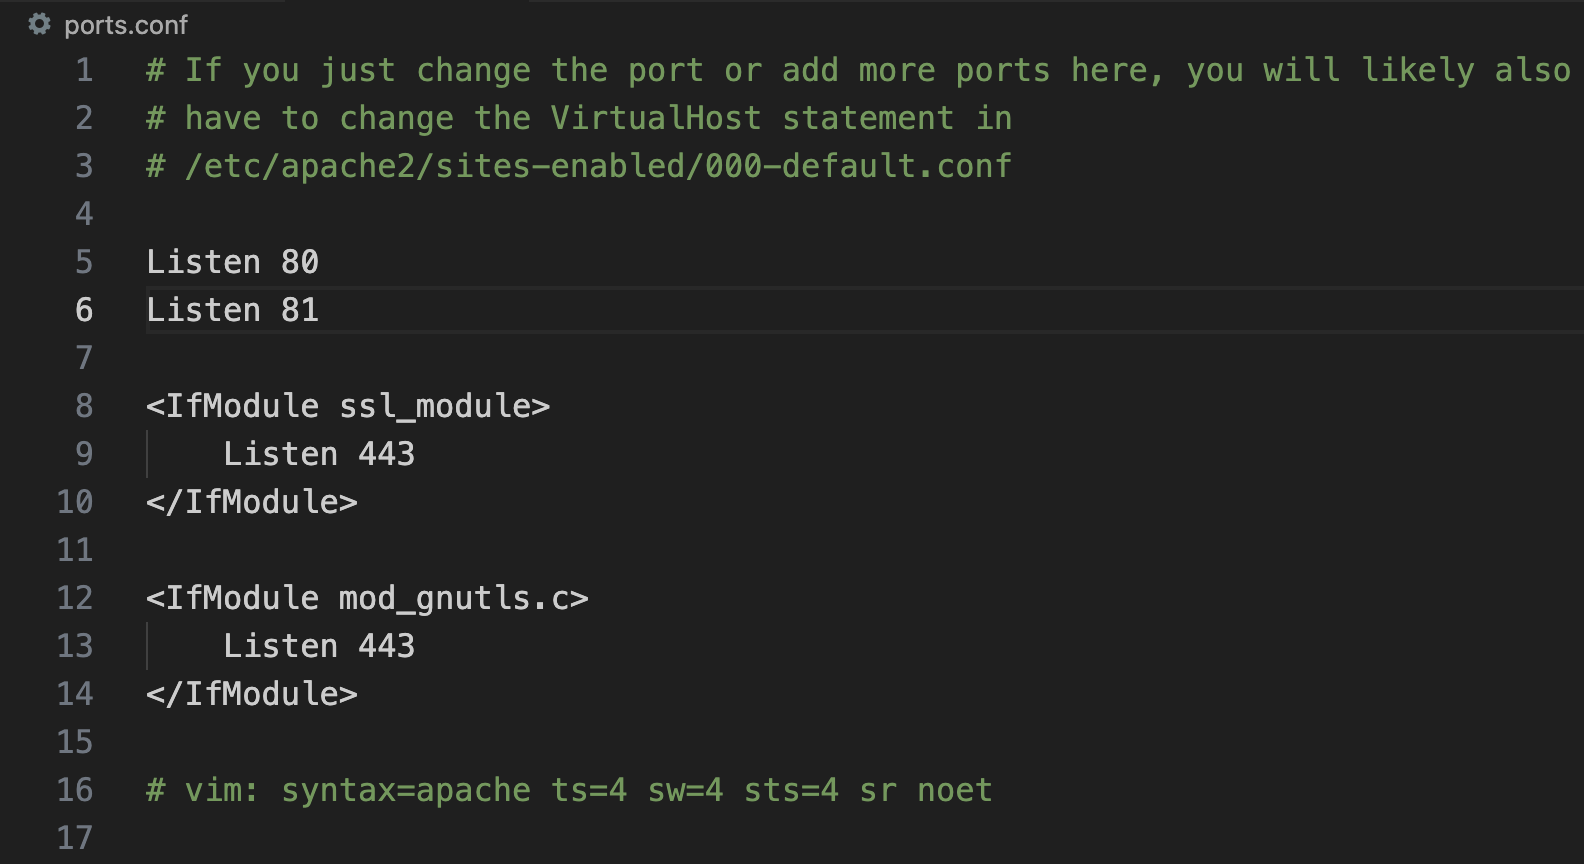 ports.conf
1 # If you just change the port or add more ports here, you will likely also
2 # have to change the VirtualHost statement in
3 # /etc/apache2/sites-enabled/000-default.conf
4
5 Listen 80
6 Listen 81
7
8 <IfModule ssl_module>
9     Listen 443
10 </IfModule>
11
12 <IfModule mod_gnutls.c>
13     Listen 443
14 </IfModule>
15
16 # vim: syntax=apache ts=4 sw=4 sts=4 sr noet
17